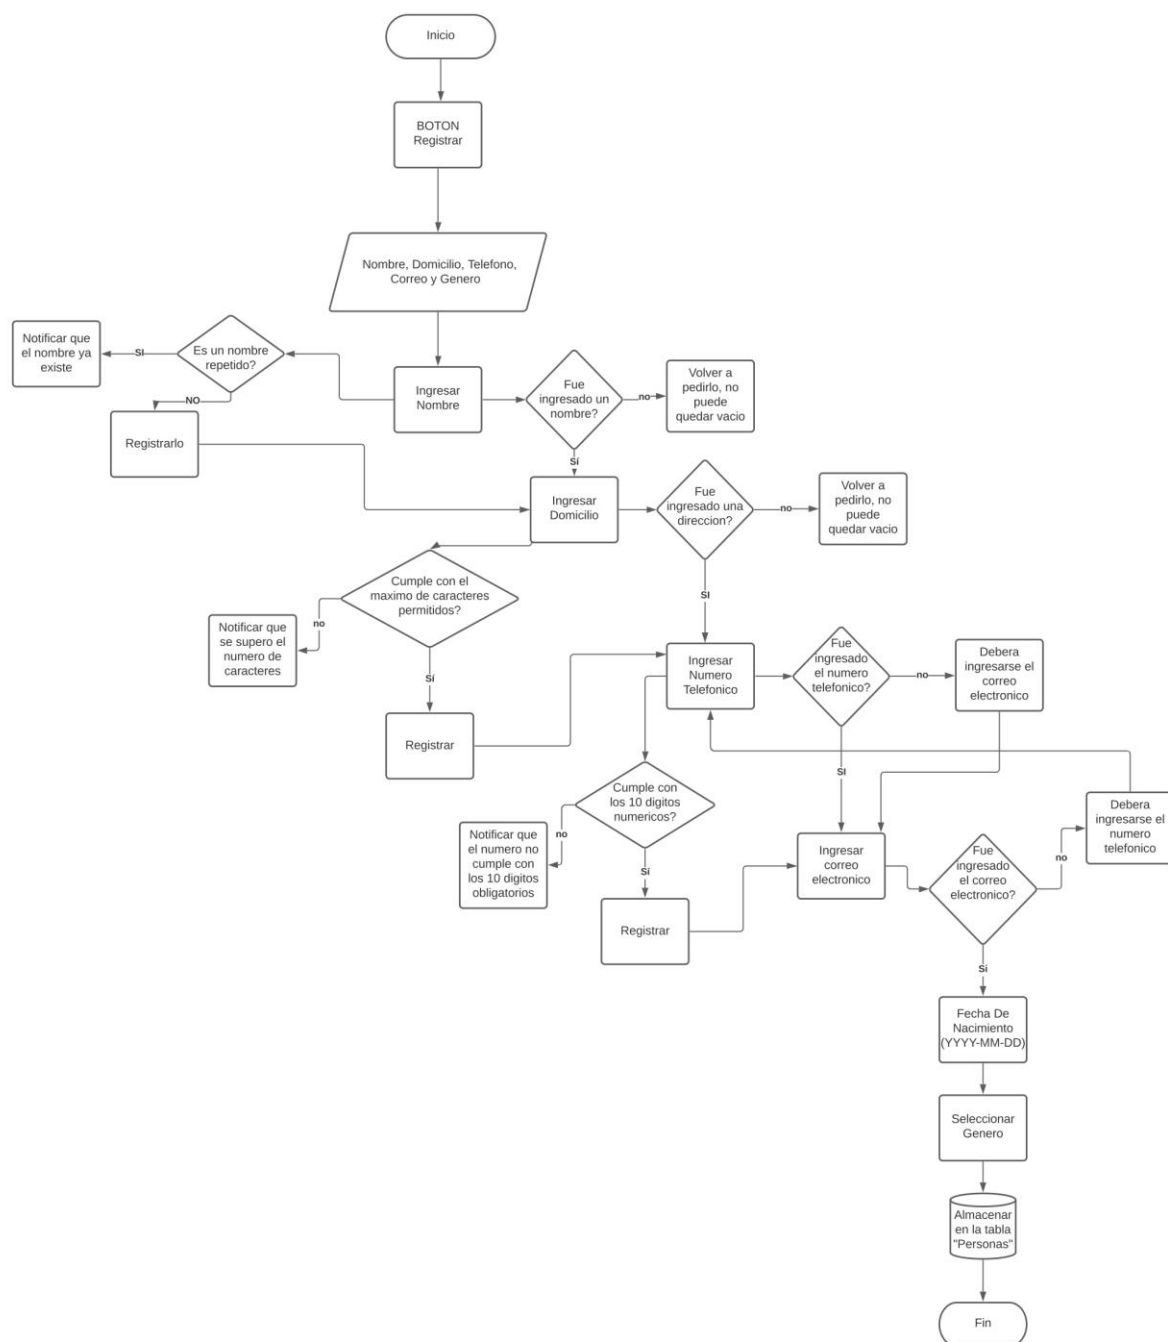 Inicio
BOTON
Registrar
Nombre, Domicilio, Telefono,
Correo y Genero
Notificar que
el nombre ya
existe
SI
Es un nombre
repetido?
NO
Ingresar
Nombre
Fue
ingresado un
nombre?
no
Volver a
pedirlo, no
puede
quedar vacio
Registrarlo
Sí
Ingresar
Domicilio
Fue
ingresado una
direccion?
no
Volver a
pedirlo, no
puede
quedar vacio
Cumple con el
maximo de caracteres
permitidos?
no
Notificar que
se supero el
numero de
caracteres
Sí
SI
Registrar
Ingresar
Numero
Telefonico
Fue
ingresado
el numero
telefonico?
no
Debera
ingresarse el
correo
electronico
SI
Cumple con
los 10 digitos
numericos?
no
Notificar que
el numero no
cumple con
los 10 digitos
obligatorios
Sí
Registrar
Ingresar
correo
electronico
Fue
ingresado
el correo
electronico?
no
Debera
ingresarse el
numero
telefonico
Sí
Fecha De
Nacimiento
(YYYY-MM-DD)
Seleccionar
Genero
Almacenar
en la tabla
"Personas"
Fin